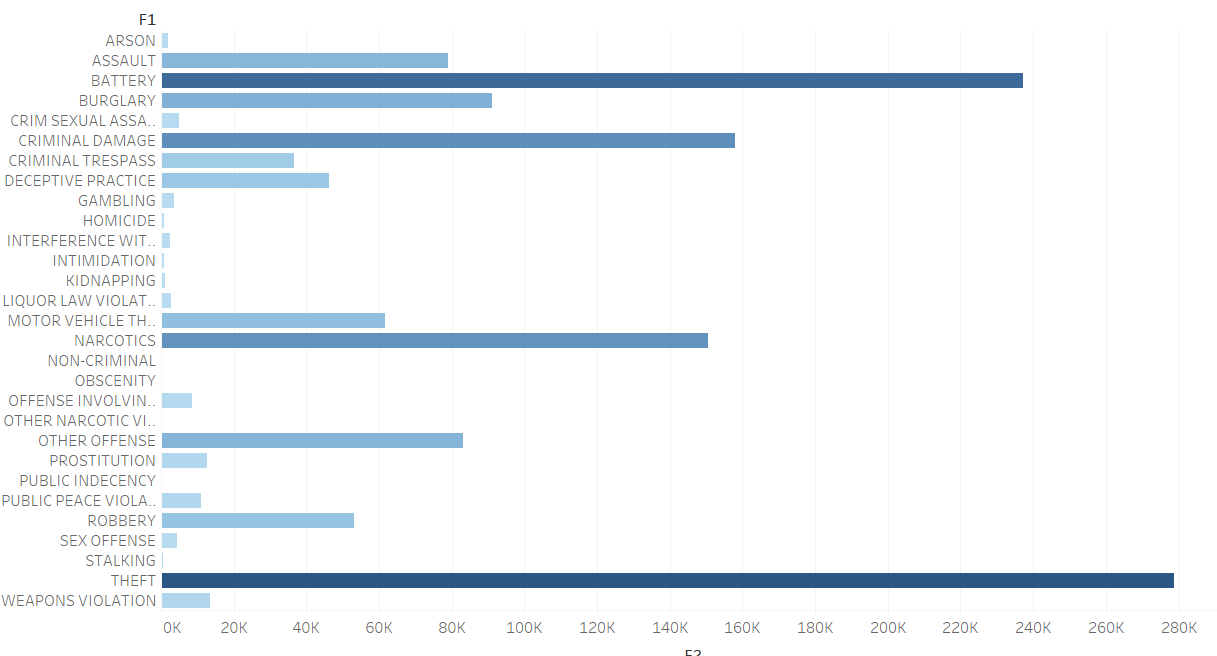 F1
ARSON
ASSAULT
BATTERY
BURGLARY
CRIM SEXUAL ASSA..
CRIMINAL DAMAGE
CRIMINAL TRESPASS
DECEPTIVE PRACTICE
GAMBLING
HOMICIDE
INTERFERENCE WIT..
INTIMIDATION
KIDNAPPING
LIQUOR LAW VIOLAT..
MOTOR VEHICLE TH..
NARCOTICS
NON-CRIMINAL
OBSCENITY
OFFENSE INVOLVIN..
OTHER NARCOTIC VI..
OTHER OFFENSE
PROSTITUTION
PUBLIC INDECENCY
PUBLIC PEACE VIOLA..
ROBBERY
SEX OFFENSE
STALKING
THEFT
WEAPONS VIOLATION
0K 20K 40K 60K 80K 100K 120K 140K 160K 180K 200K 220K 240K 260K 280K
F2